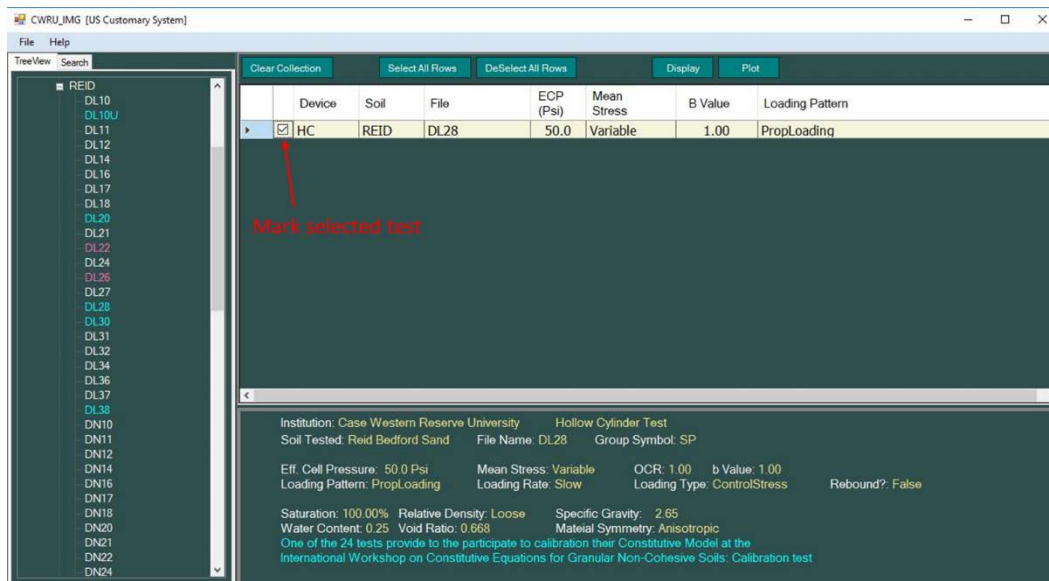 CWRU_IMG [US Customary System]
File Help
TreeView Search
Clear Collection Select All Rows DeSelect All Rows Display Plot
REID
DL10
DL10U
DL11
DL12
DL14
DL16
DL17
DL18
DL20
DL21
DL22
DL24
DL26
DL27
DL28
DL30
DL31
DL32
DL34
DL36
DL37
DL38
DN10
DN11
DN12
DN14
DN16
DN17
DN18
DN20
DN21
DN22
DN24
Device Soil File ECP (Psi) Mean Stress B Value Loading Pattern
HC REID DL28 50.0 Variable 1.00 PropLoading
Mark selected test
Institution: Case Western Reserve University Hollow Cylinder Test
Soil Tested: Reid Bedford Sand File Name: DL28 Group Symbol: SP
Eff. Cell Pressure: 50.0 Psi Mean Stress: Variable OCR: 1.00 b Value: 1.00
Loading Pattern: PropLoading Loading Rate: Slow Loading Type: ControlStress Rebound?: False
Saturation: 100.00% Relative Density: Loose Specific Gravity: 2.65
Water Content: 0.25 Void Ratio: 0.668 Mateial Symmetry: Anisotropic
One of the 24 tests provide to the participate to calibration their Constitutive Model at the
International Workshop on Constitutive Equations for Granular Non-Cohesive Soils: Calibration test